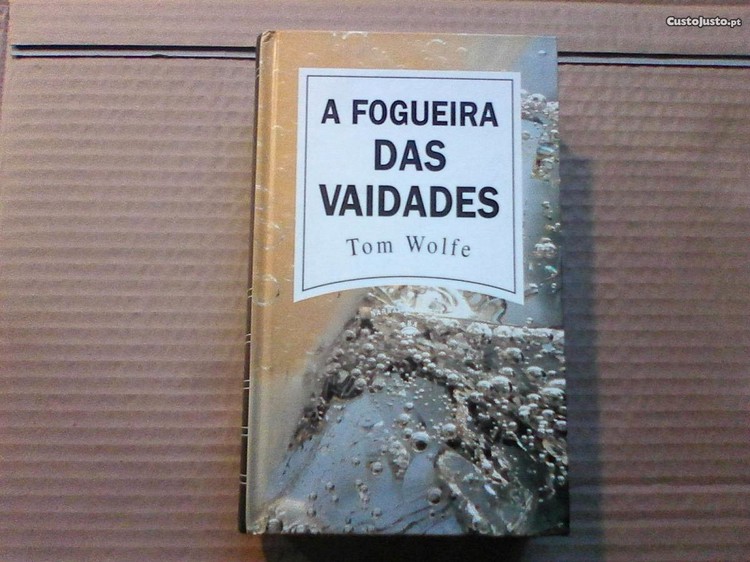 CustoJusto.pt
A FOGUEIRA
DAS
VAIDADES
Tom Wolfe